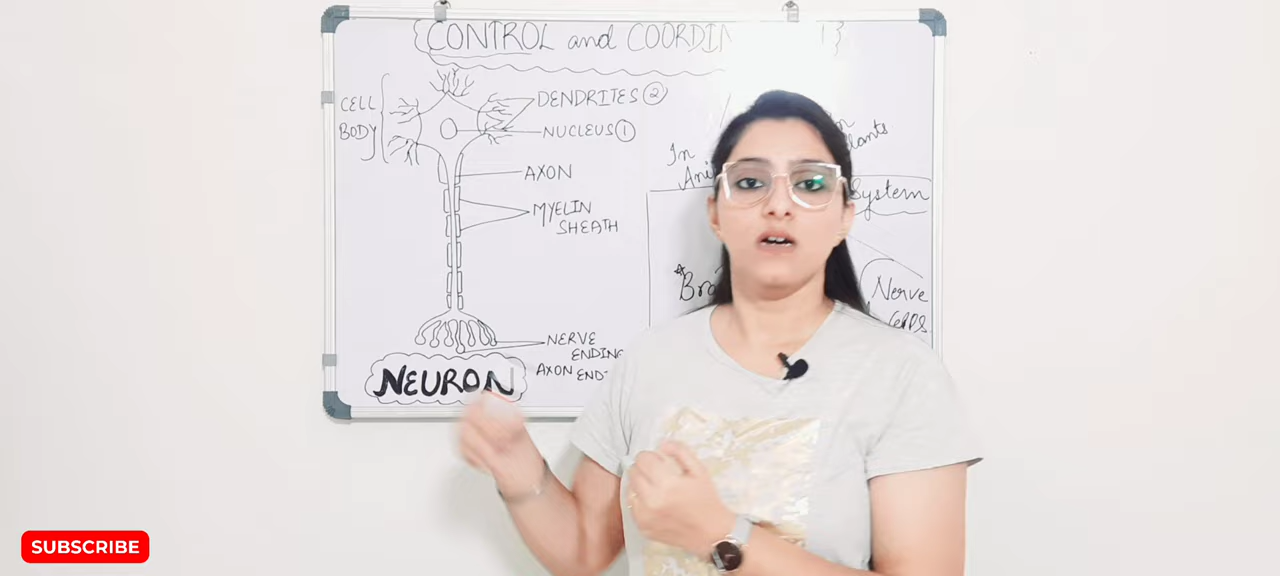 CONTROL and COORDIN
CELL
BODY
DENDRITES ②
NUCLEUS ①
AXON
MYELIN
SHEATH
NERVE
ENDING
AXON
NEURON
In
Plants
System
Nerve
SUBSCRIBE